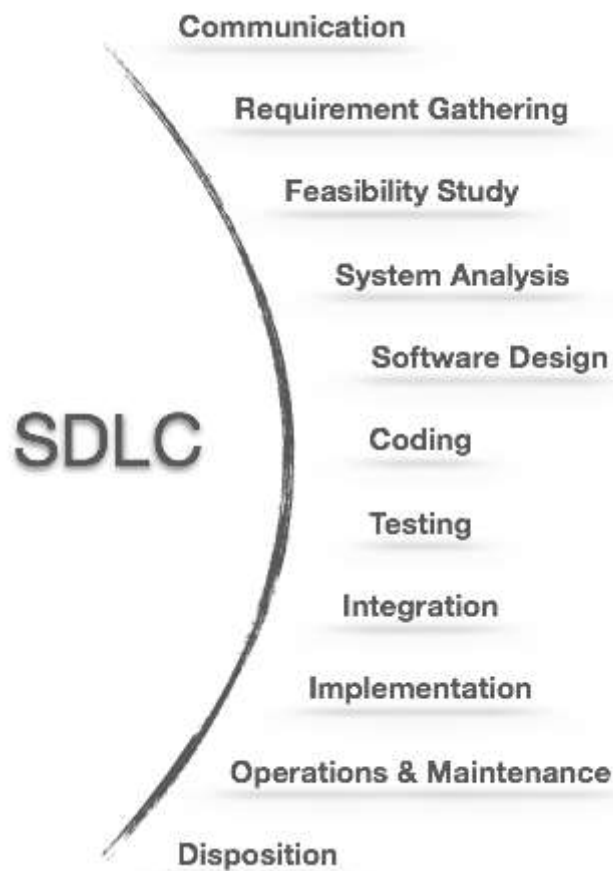 Communication
Requirement Gathering
Feasibility Study
System Analysis
Software Design
SDLC
Coding
Testing
Integration
Implementation
Operations & Maintenance
Disposition